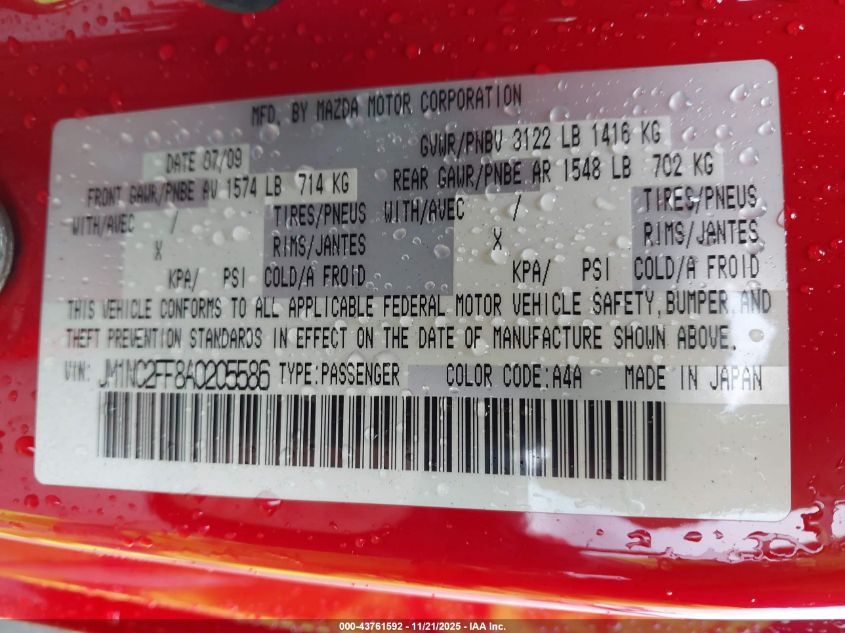 MFD. BY MAZDA MOTOR CORPORATION
DATE 07/09 GVWR/PNBV 3122 LB 1416 KG
FRONT GAWR/PNBE AV 1574 LB 714 KG REAR GAWR/PNBE AR 1548 LB 702 KG
WITH/AVEC / TIRES/PNEUS WITH/AVEC / TIRES/PNEUS
X RIMS/JANTES X RIMS/JANTES
KPA/ PSI COLD/A FROID KPA/ PSI COLD/A FROID
THIS VEHICLE CONFORMS TO ALL APPLICABLE FEDERAL MOTOR VEHICLE SAFETY, BUMPER, AND
THEFT PREVENTION STANDARDS IN EFFECT ON THE DATE OF MANUFACTURE SHOWN ABOVE.
VIN: JM1NC2FF8A0205586 TYPE:PASSENGER COLOR CODE:A4A MADE IN JAPAN
000-43761592 - 11/21/2025 - IAA Inc.